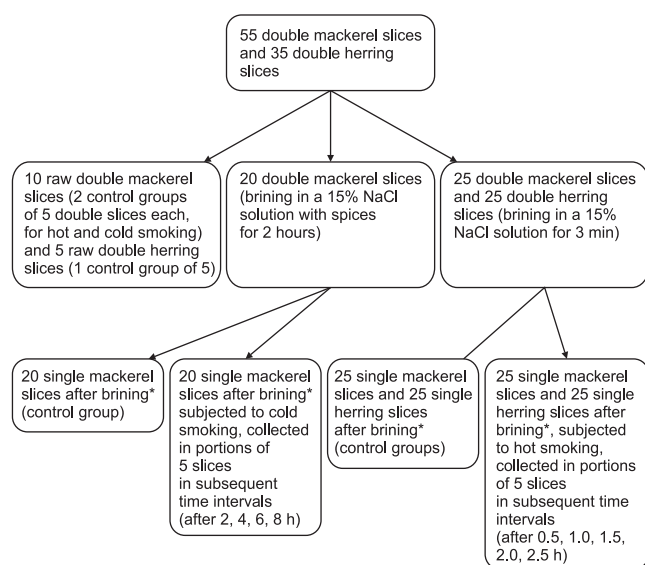 55 double mackerel slices
and 35 double herring
slices
10 raw double mackerel
slices (2 control groups
of 5 double slices each,
for hot and cold smoking)
and 5 raw double herring
slices (1 control group of 5)
20 double mackerel slices
(brining in a 15% NaCl
solution with spices
for 2 hours)
25 double mackerel slices
and 25 double herring
slices (brining in a 15%
NaCl solution for 3 min)
20 single mackerel
slices after brining*
(control group)
20 single mackerel
slices after brining*
subjected to cold
smoking, collected
in portions of
5 slices
in subsequent
time intervals
(after 2, 4, 6, 8 h)
25 single mackerel
slices and 25 single
herring slices
after brining*
(control groups)
25 single mackerel
slices and 25 single
herring slices after
brining*, subjected
to hot smoking,
collected in portions
of 5 slices
in subsequent time
intervals
(after 0.5, 1.0, 1.5,
2.0, 2.5 h)